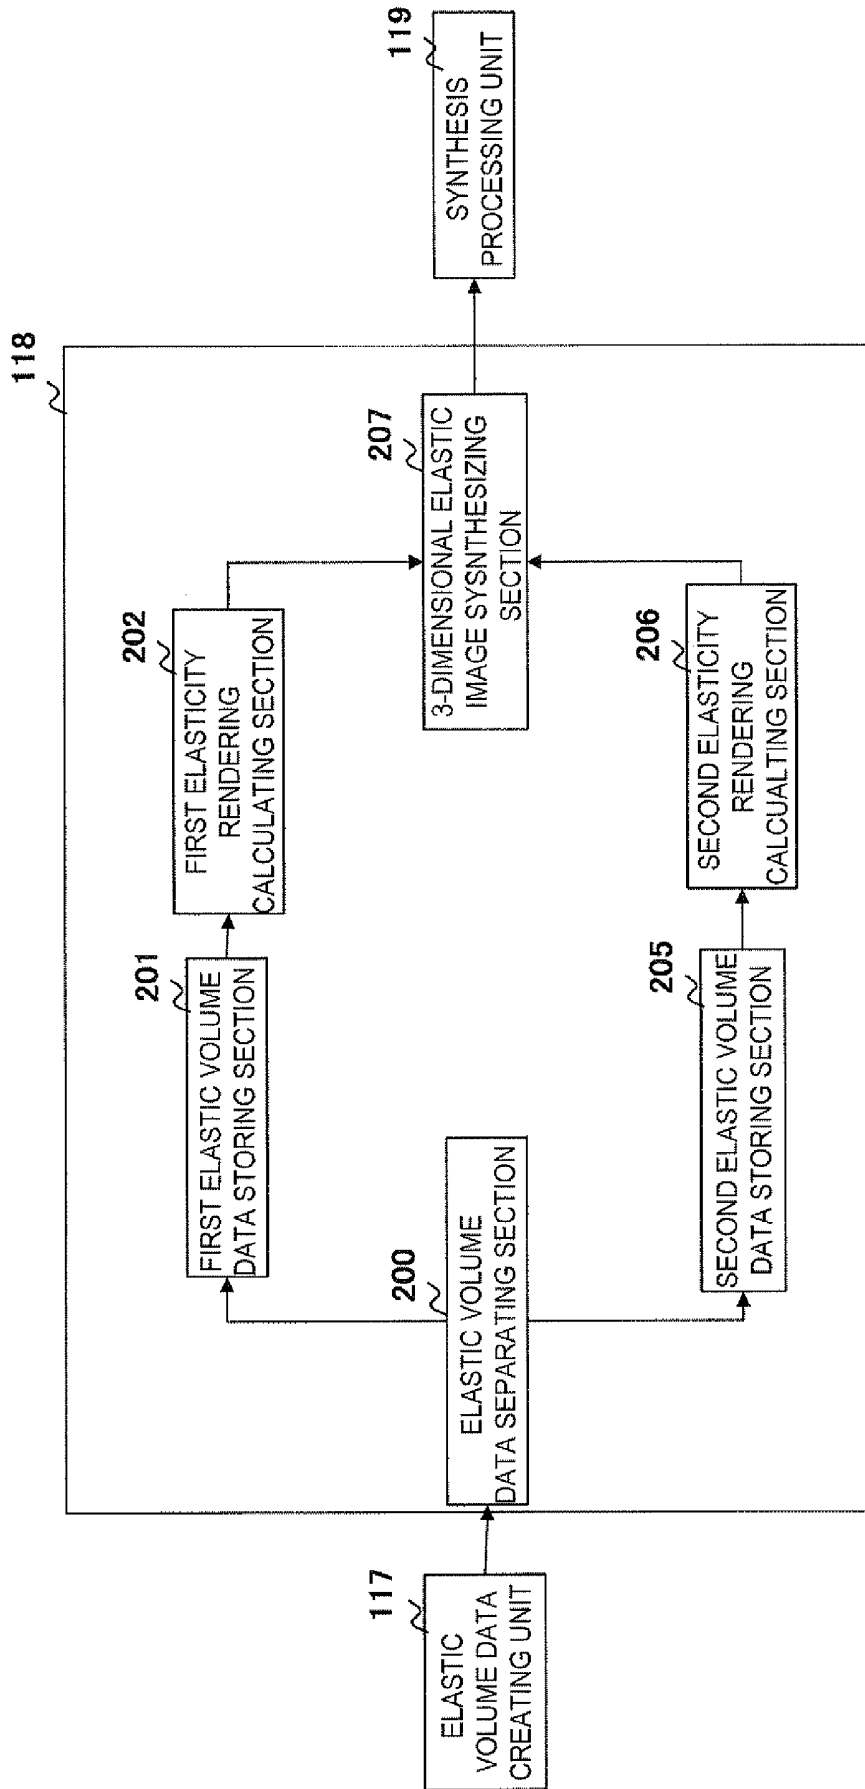 117
ELASTIC
VOLUME DATA
CREATING UNIT
118
200
ELASTIC VOLUME
DATA SEPARATING SECTION
201
FIRST ELASTIC VOLUME
DATA STORING SECTION
202
FIRST ELASTICITY
RENDERING
CALCULATING SECTION
205
SECOND ELASTIC VOLUME
DATA STORING SECTION
206
SECOND ELASTICITY
RENDERING
CALCUALTING SECTION
207
3-DIMENSIONAL ELASTIC
IMAGE SYSNTHESIZING
SECTION
119
SYNTHESIS
PROCESSING UNIT